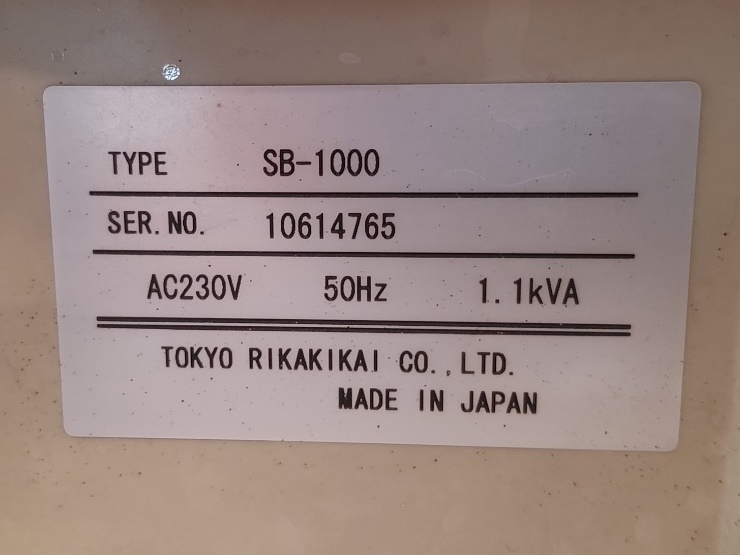 TYPE SB-1000
SER. NO. 10614765
AC230V 50Hz 1.1kVA
TOKYO RIKAKIKAI CO., LTD.
MADE IN JAPAN